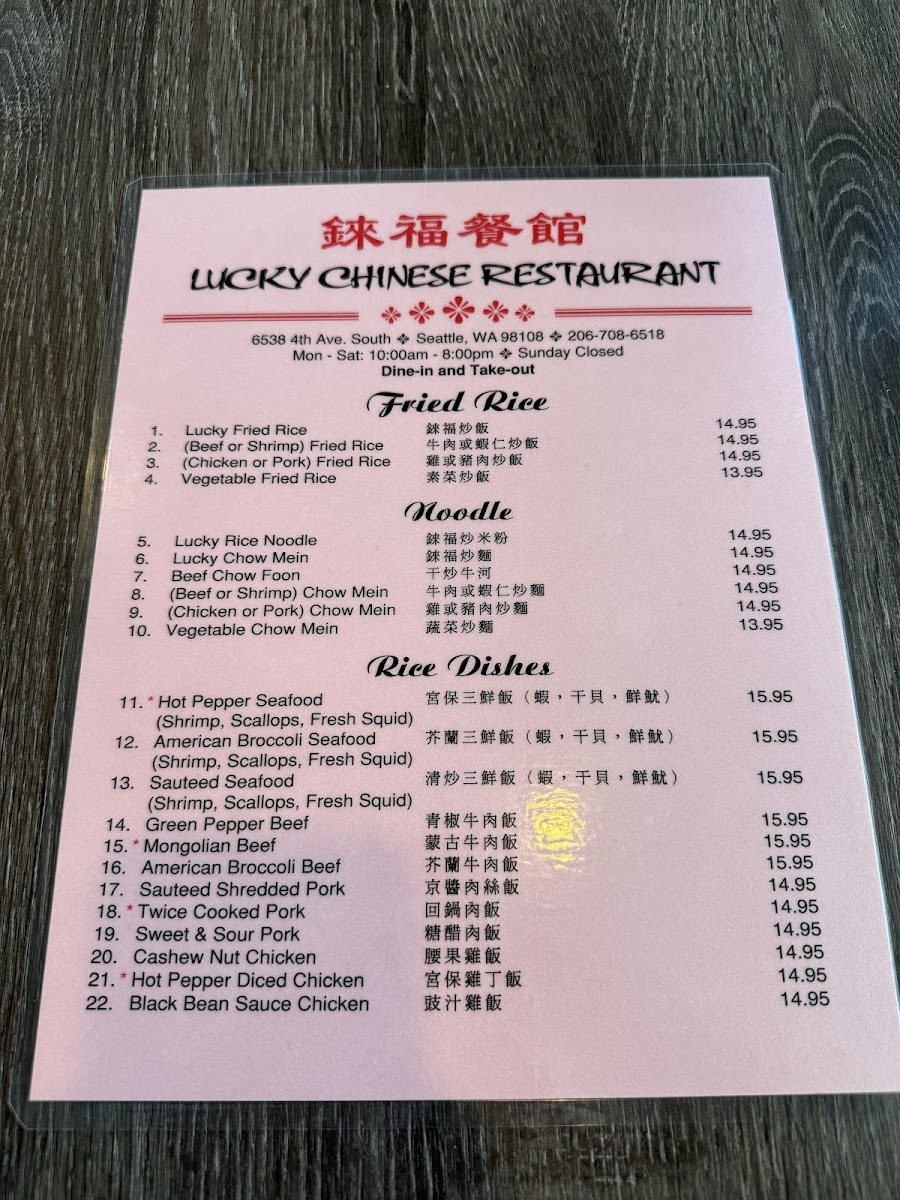 錸福餐館
LUCKY CHINESE RESTAURANT
6538 4th Ave. South ❖ Seattle, WA 98108 ❖ 206-708-6518
Mon - Sat: 10:00am - 8:00pm ❖ Sunday Closed
Dine-in and Take-out
Fried Rice
1. Lucky Fried Rice 錸福炒飯 14.95
2. (Beef or Shrimp) Fried Rice 牛肉或蝦仁炒飯 14.95
3. (Chicken or Pork) Fried Rice 雞或豬肉炒飯 14.95
4. Vegetable Fried Rice 素菜炒飯 13.95
Noodle
5. Lucky Rice Noodle 錸福炒米粉 14.95
6. Lucky Chow Mein 錸福炒麵 14.95
7. Beef Chow Foon 干炒牛河 14.95
8. (Beef or Shrimp) Chow Mein 牛肉或蝦仁炒麵 14.95
9. (Chicken or Pork) Chow Mein 雞或豬肉炒麵 14.95
10. Vegetable Chow Mein 蔬菜炒麵 13.95
Rice Dishes
11. * Hot Pepper Seafood 宮保三鮮飯（蝦，干貝，鮮魷） 15.95
(Shrimp, Scallops, Fresh Squid)
12. American Broccoli Seafood 芥蘭三鮮飯（蝦，干貝，鮮魷） 15.95
(Shrimp, Scallops, Fresh Squid)
13. Sauteed Seafood 清炒三鮮飯（蝦，干貝，鮮魷） 15.95
(Shrimp, Scallops, Fresh Squid)
14. Green Pepper Beef 青椒牛肉飯 15.95
15. * Mongolian Beef 蒙古牛肉飯 15.95
16. American Broccoli Beef 芥蘭牛肉飯 15.95
17. Sauteed Shredded Pork 京醬肉絲飯 14.95
18. * Twice Cooked Pork 回鍋肉飯 14.95
19. Sweet & Sour Pork 糖醋肉飯 14.95
20. Cashew Nut Chicken 腰果雞飯 14.95
21. * Hot Pepper Diced Chicken 宮保雞丁飯 14.95
22. Black Bean Sauce Chicken 豉汁雞飯 14.95